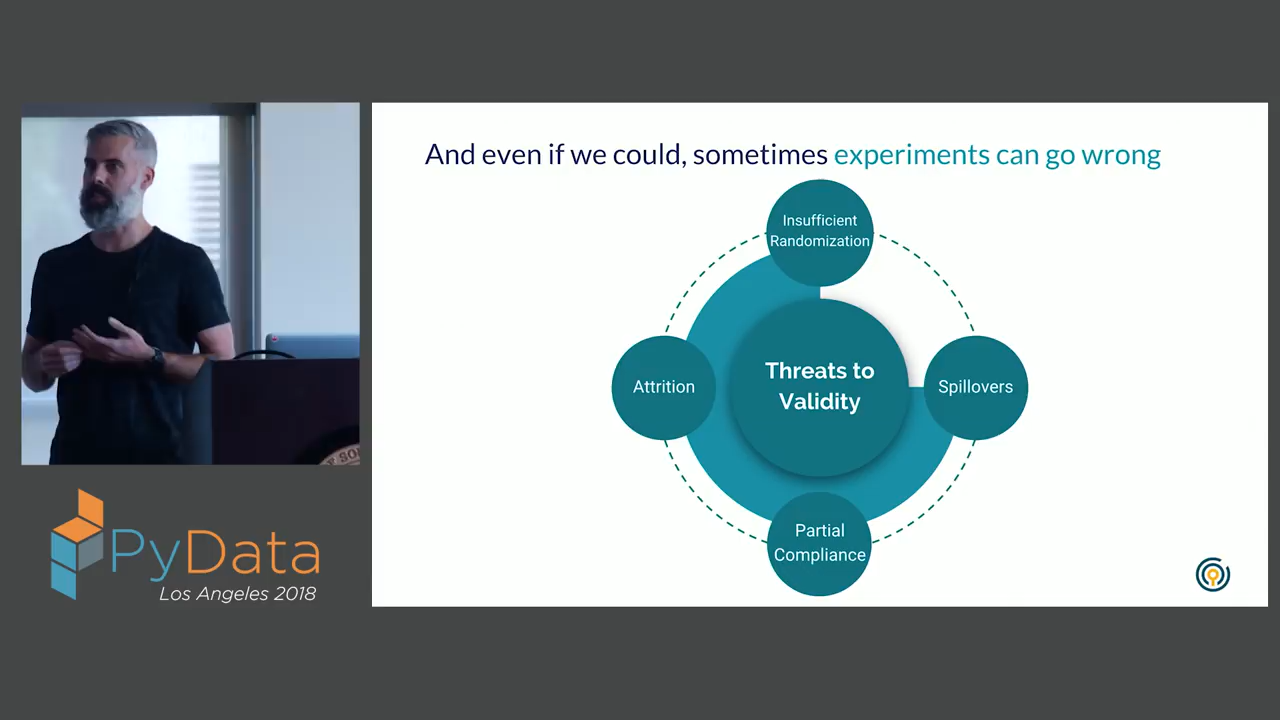 And even if we could, sometimes experiments can go wrong
Insufficient
Randomization
Attrition
Threats to
Validity
Spillovers
Partial
Compliance
PyData
Los Angeles 2018